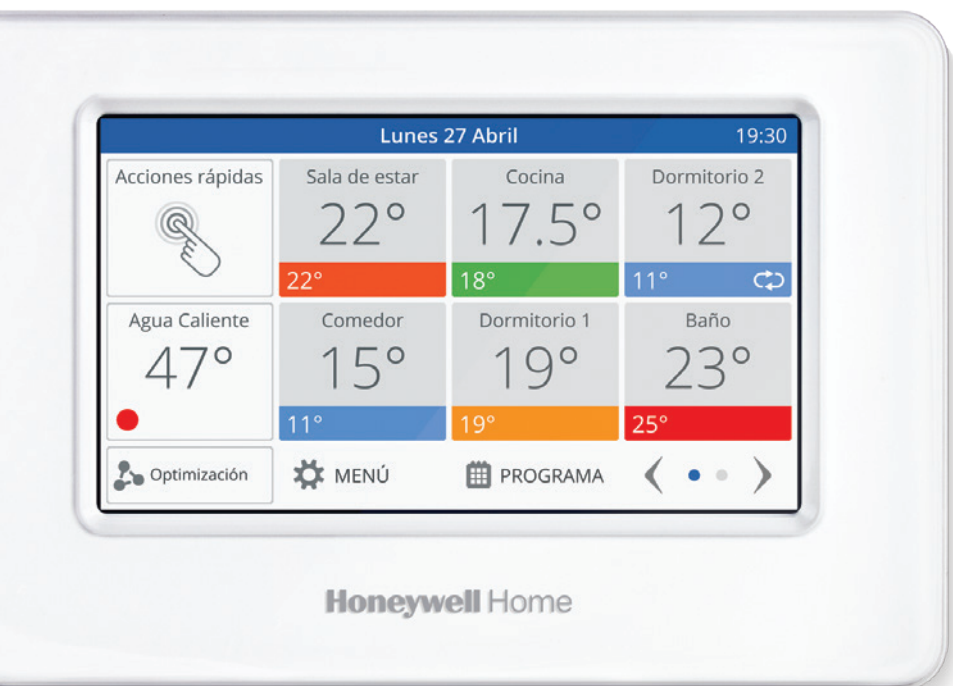 Lunes 27 Abril 19:30
Acciones rápidas
Sala de estar
22°
22°
Cocina
17.5°
18°
Dormitorio 2
12°
11°
Agua Caliente
47°
Comedor
15°
11°
Dormitorio 1
19°
19°
Baño
23°
25°
Optimización
MENÚ
PROGRAMA
Honeywell Home